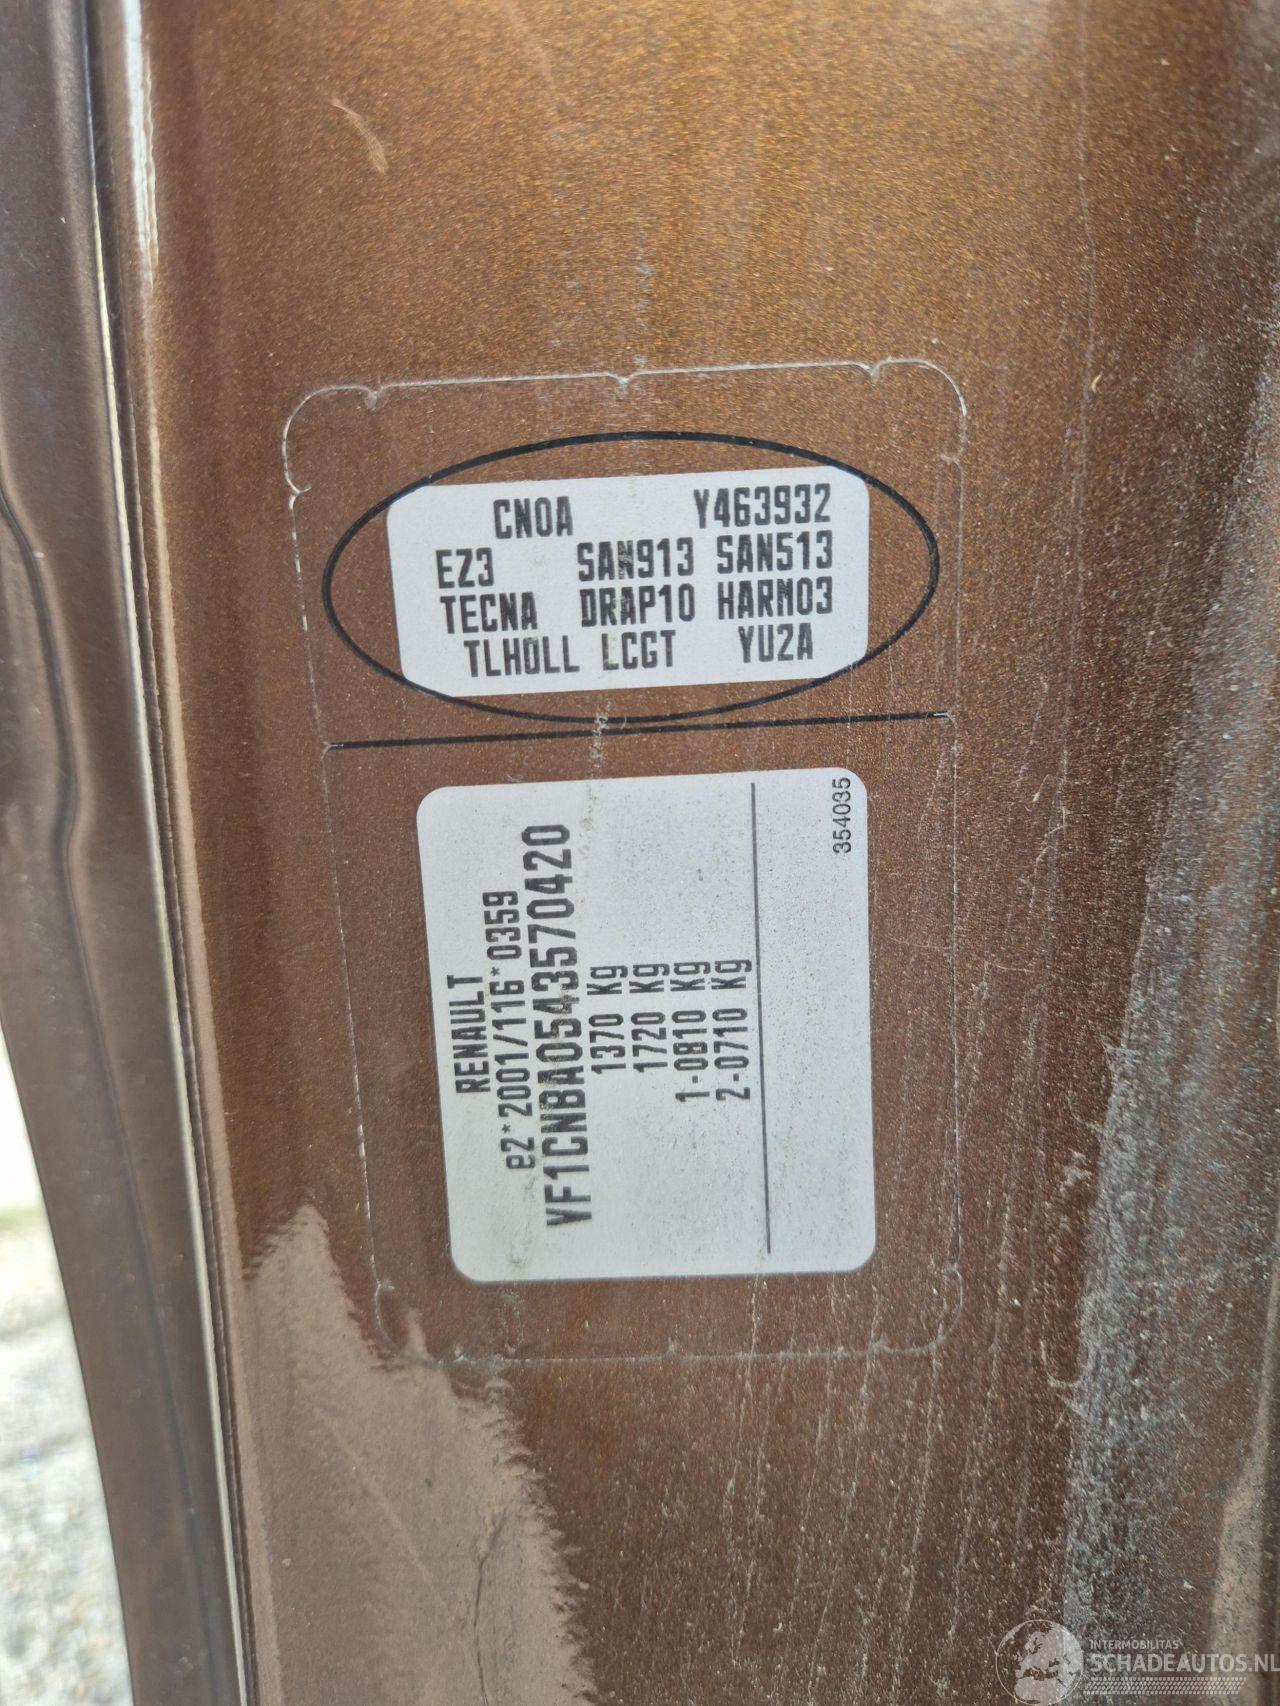 CN0A Y463932
EZ3 SAN913 SAN513
TECNA DRAP10 HARM03
TLHOLL LCGT YU2A
RENAULT
e2*2001/116*0359
VF1CNBA0543570420
1370 Kg
1720 Kg
1-0810 Kg
2-0710 Kg
354035
INTERMOBILITAS
SCHADEAUTOS.NL